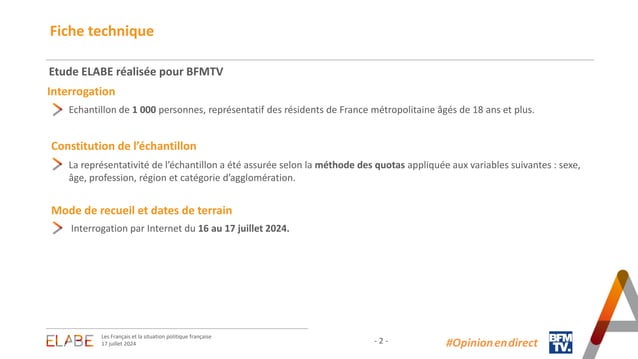 Fiche technique
Etude ELABE réalisée pour BFMTV
Interrogation
Echantillon de 1 000 personnes, représentatif des résidents de France métropolitaine âgés de 18 ans et plus.
Constitution de l'échantillon
La représentativité de l'échantillon a été assurée selon la méthode des quotas appliquée aux variables suivantes : sexe,
âge, profession, région et catégorie d'agglomération.
Mode de recueil et dates de terrain
Interrogation par Internet du 16 au 17 juillet 2024.
ELABE
Les Français et la situation politique française
17 juillet 2024
- 2 -
#Opinionendirect
BFM
TV.